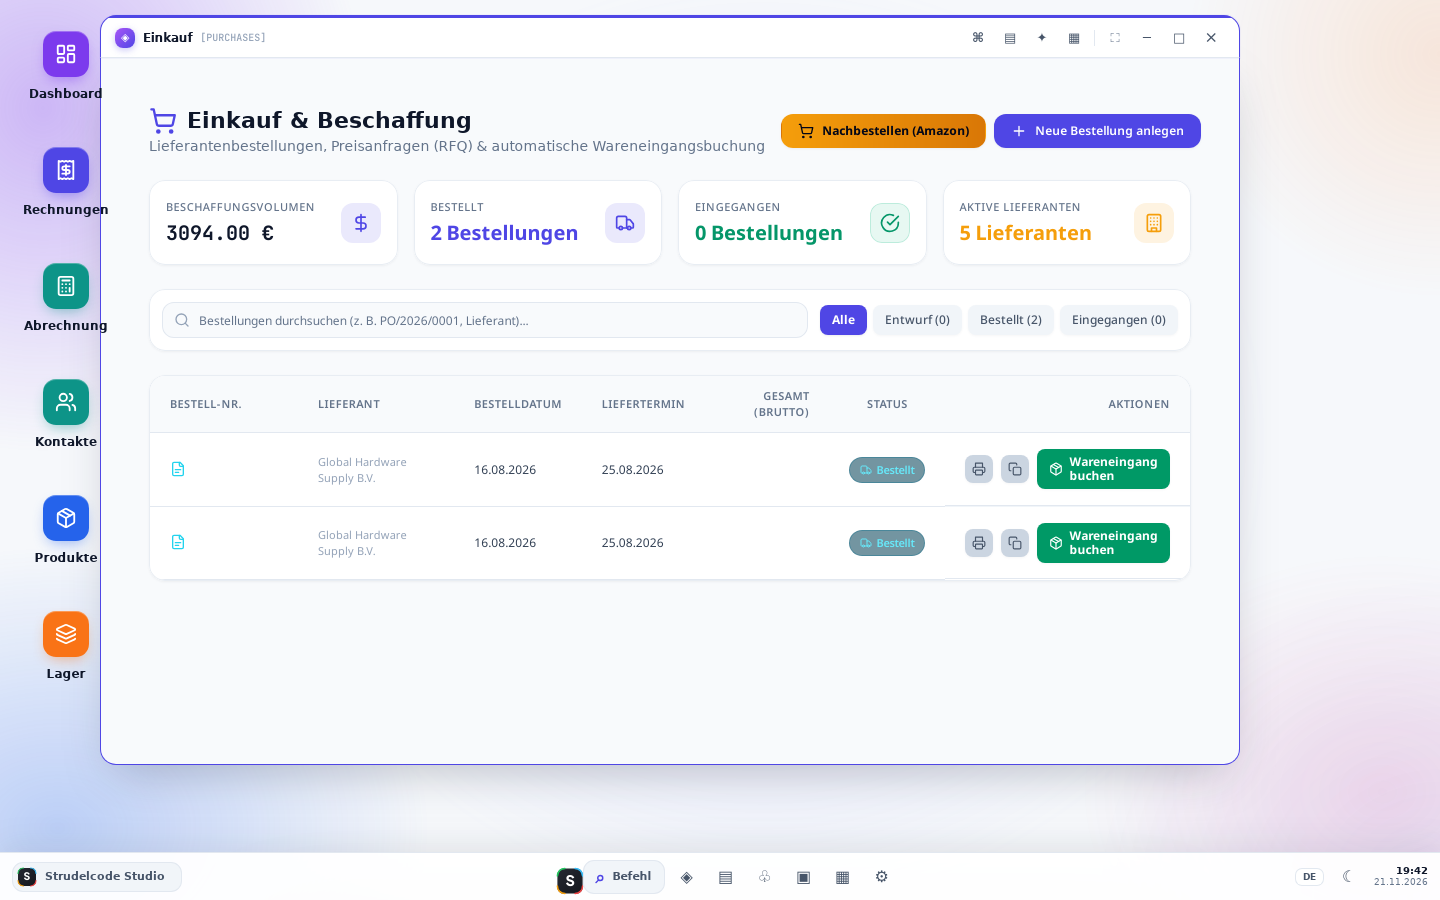 Einkauf [PURCHASES]
Dashboard
Rechnungen
Abrechnung
Kontakte
Produkte
Lager
Einkauf & Beschaffung
Lieferantenbestellungen, Preisanfragen (RFQ) & automatische Wareneingangsbuchung
Nachbestellen (Amazon)
Neue Bestellung anlegen
BESCHAFFUNGSVOLUMEN
3094.00 €
BESTELLT
2 Bestellungen
EINGEGANGEN
0 Bestellungen
AKTIVE LIEFERANTEN
5 Lieferanten
Bestellungen durchsuchen (z. B. PO/2026/0001, Lieferant)...
Alle
Entwurf (0)
Bestellt (2)
Eingegangen (0)
BESTELL-NR.
LIEFERANT
BESTELLDATUM
LIEFERTERMIN
GESAMT
(BRUTTO)
STATUS
AKTIONEN
Global Hardware
Supply B.V.
16.08.2026
25.08.2026
Bestellt
Wareneingang
buchen
Global Hardware
Supply B.V.
16.08.2026
25.08.2026
Bestellt
Wareneingang
buchen
S Strudelcode Studio
S
Befehl
DE
19:42
21.11.2026